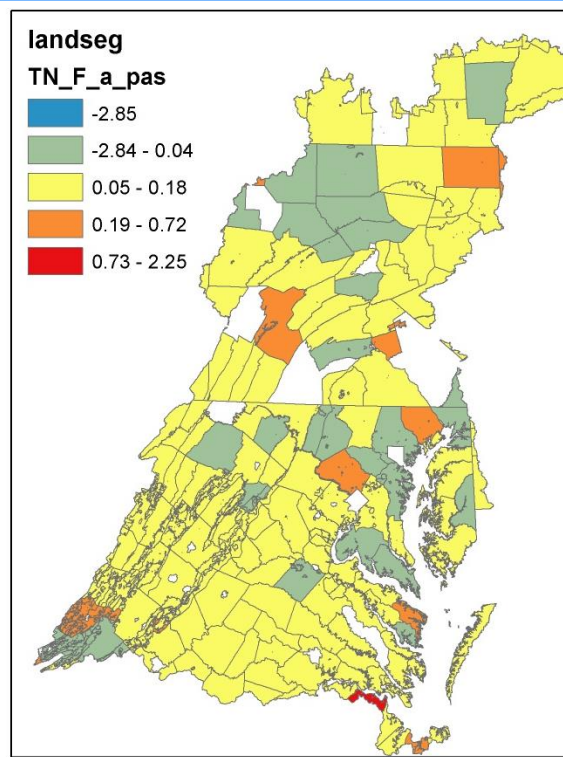 landseg
TN_F_a_pas
-2.85
-2.84 - 0.04
0.05 - 0.18
0.19 - 0.72
0.73 - 2.25